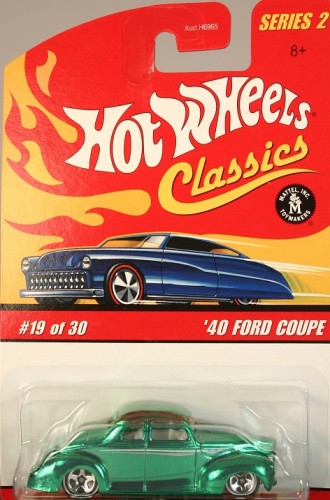 Asst.H6965
SERIES 2
8+
HOT WHEELS
Classics
MATTEL, INC.
M
TOYMAKERS
#19 of 30
'40 FORD COUPE